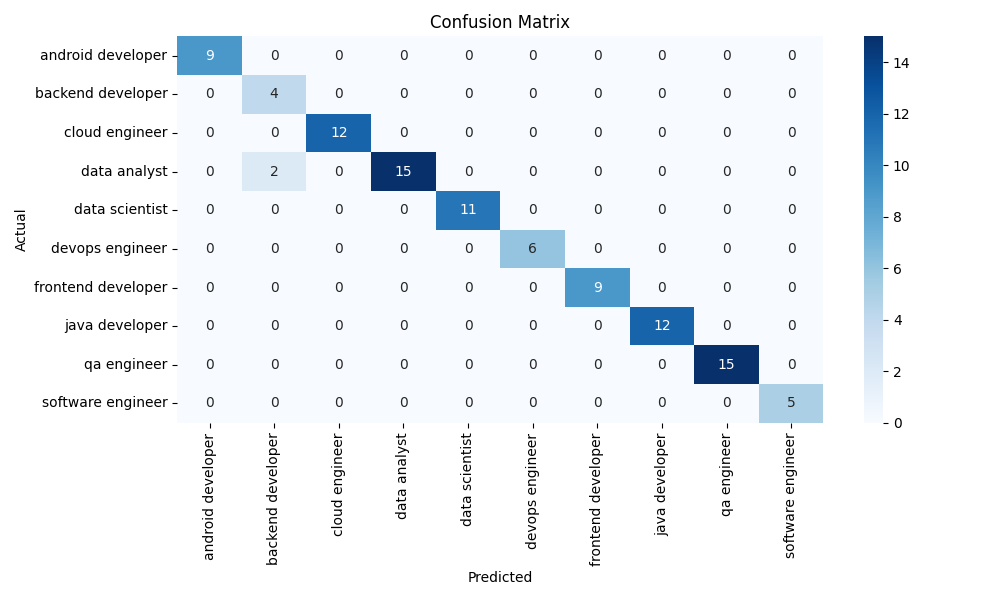 Confusion Matrix
Actual
android developer 9 0 0 0 0 0 0 0 0 0
backend developer 0 4 0 0 0 0 0 0 0 0
cloud engineer 0 0 12 0 0 0 0 0 0 0
data analyst 0 2 0 15 0 0 0 0 0 0
data scientist 0 0 0 0 11 0 0 0 0 0
devops engineer 0 0 0 0 0 6 0 0 0 0
frontend developer 0 0 0 0 0 0 9 0 0 0
java developer 0 0 0 0 0 0 0 12 0 0
qa engineer 0 0 0 0 0 0 0 0 15 0
software engineer 0 0 0 0 0 0 0 0 0 5
android developer
backend developer
cloud engineer
data analyst
data scientist
devops engineer
frontend developer
java developer
qa engineer
software engineer
Predicted
14
12
10
8
6
4
2
0